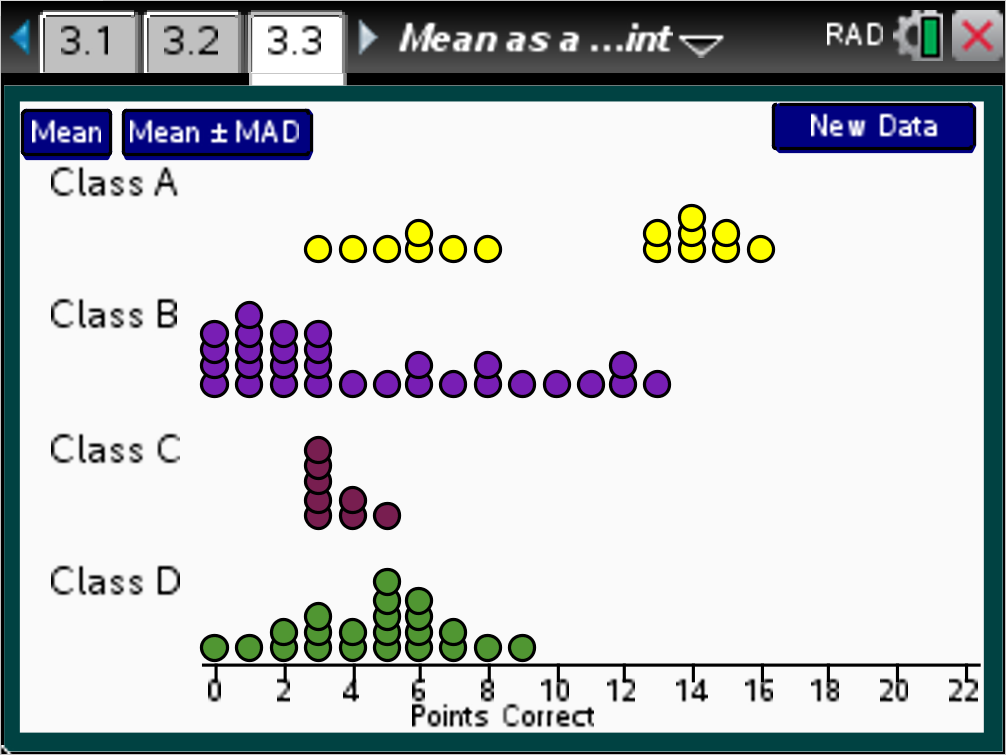 3.1 3.2 3.3 Mean as a ...int RAD
Mean Mean ± MAD New Data
Class A
Class B
Class C
Class D
0 2 4 6 8 10 12 14 16 18 20 22
Points Correct